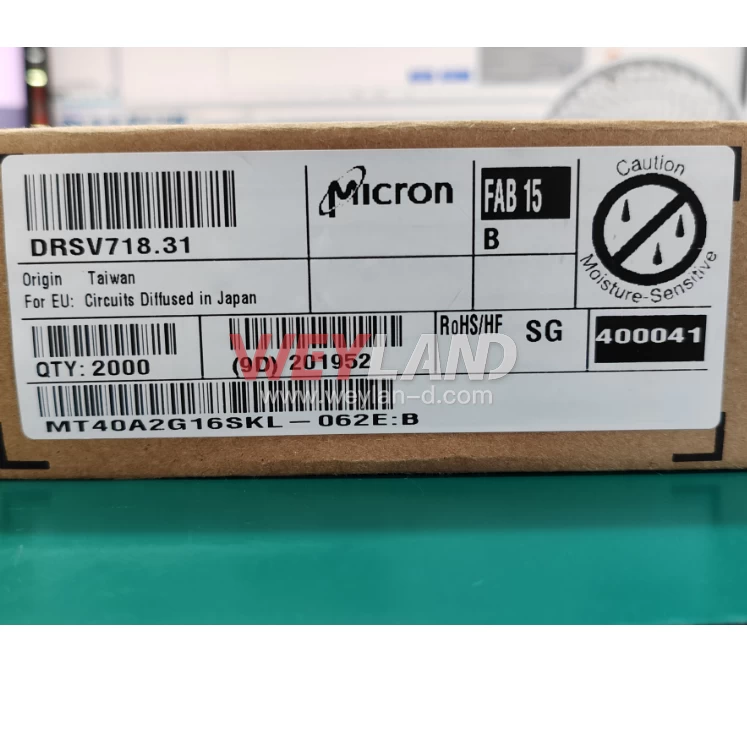 Micron
FAB 15
Caution
DRSV718.31
B
Moisture-Sensitive
Origin Taiwan
For EU: Circuits Diffused in Japan
RoHS/HF SG
400041
QTY: 2000
(9D) 201952
WEYLAND
www.weylan-d.com
MT40A2G16SKL-062E:B